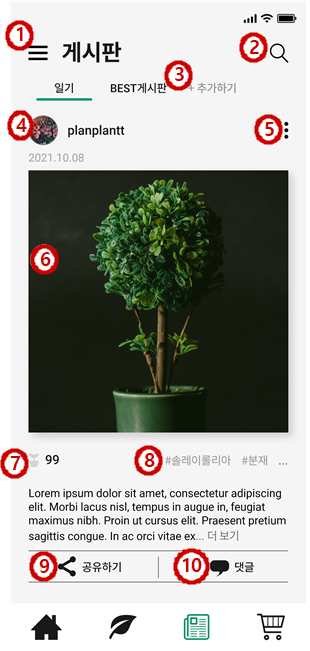 1
게시판
2
일기
BEST게시판
3
+ 추가하기
4
planplantt
5
2021.10.08
6
7
99
8
#솔레이롤리아 #분재 ...
Lorem ipsum dolor sit amet, consectetur adipiscing
elit. Morbi lacus nisl, tempus in augue in, feugiat
maximus nibh. Proin ut cursus elit. Praesent pretium
sagittis congue. In ac orci vitae ex... 더 보기
9
공유하기
10
댓글